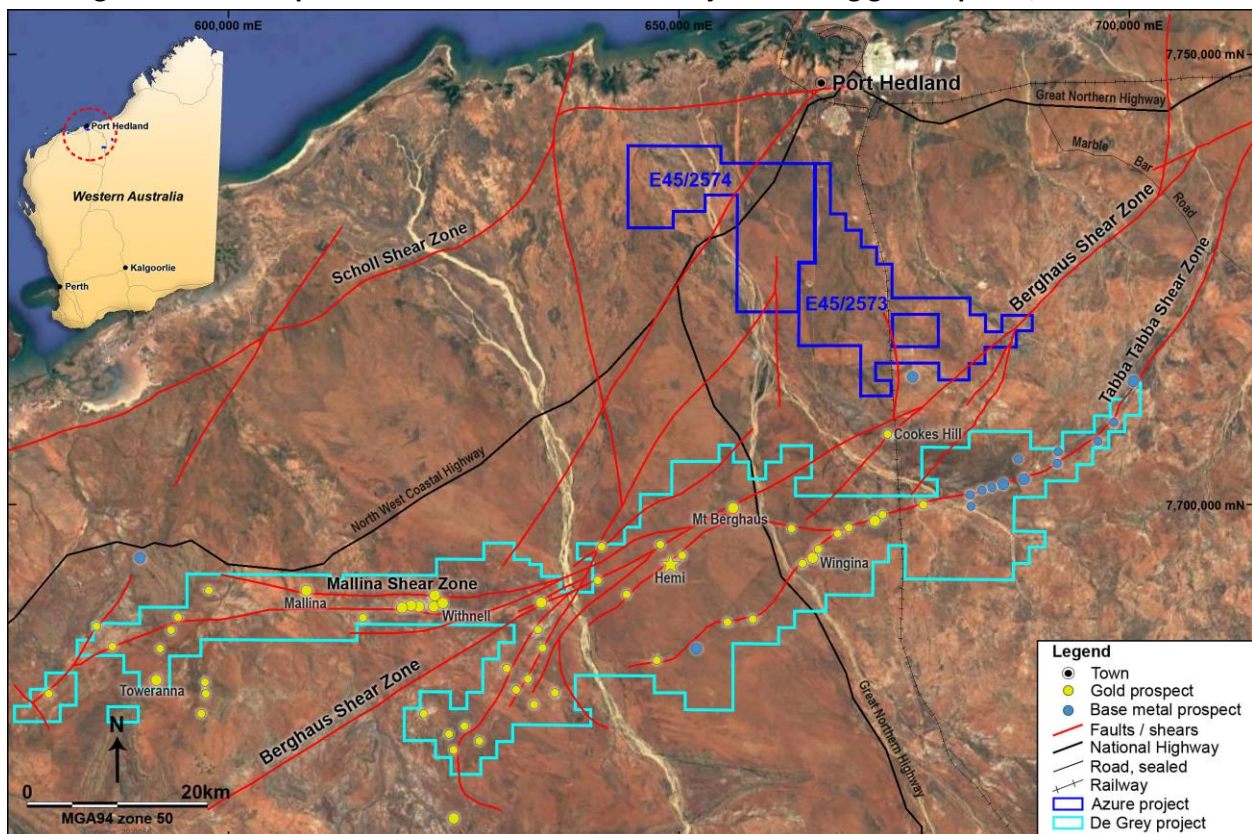 600,000 mE
650,000 mE
700,000 mE
7,750,000 mN
Port Hedland
Great Northern Highway
Port Hedland
Marble
Bar
Road
E45/2574
Western Australia
Scholl Shear Zone
Berghaus Shear Zone
Kalgoorlie
Perth
E45/2573
Tabba Tabba Shear Zone
North West Coastal Highway
Cookes Hill
7,700,000 mN
Mt Berghaus
Wingina
Hemi
Mallina Shear Zone
Mallina
Withnell
Toweranna
Berghaus Shear Zone
Great Northern Highway
N
0
20km
MGA94 zone 50
Legend
Town
Gold prospect
Base metal prospect
Faults / shears
National Highway
Road, sealed
Railway
Azure project
De Grey project